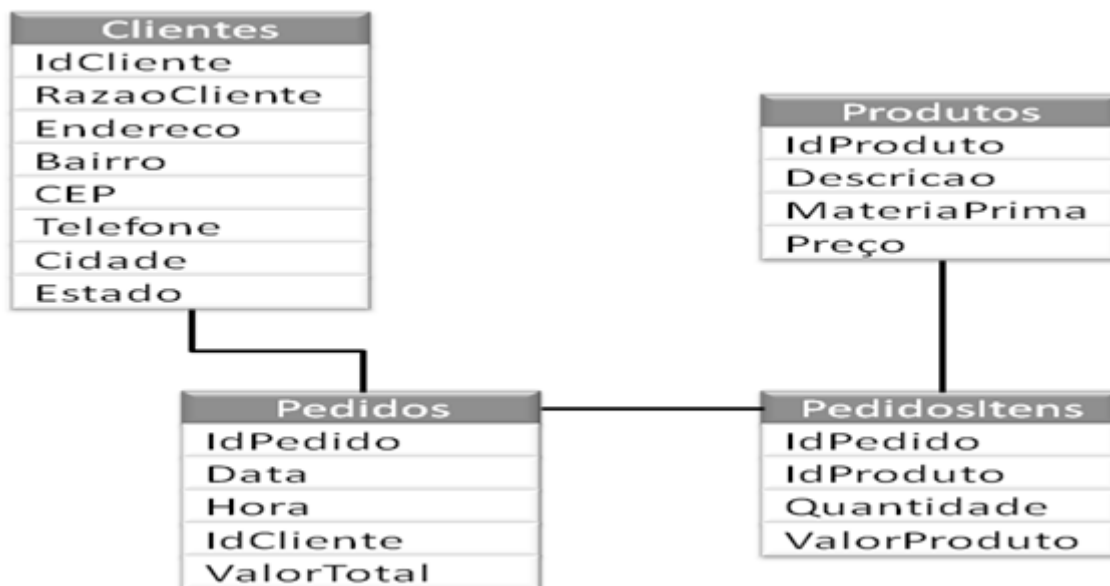 Clientes
IdCliente
RazaoCliente
Endereco
Bairro
CEP
Telefone
Cidade
Estado
Produtos
IdProduto
Descricao
MateriaPrima
Preço
Pedidos
IdPedido
Data
Hora
IdCliente
ValorTotal
PedidosItens
IdPedido
IdProduto
Quantidade
ValorProduto